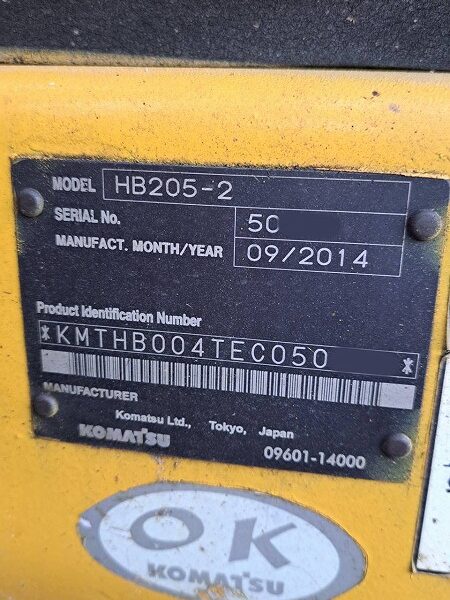 MODEL HB205-2
SERIAL No. 50
MANUFACT. MONTH/YEAR 09/2014
Product Identification Number
*KMTHB004TEC050 *
MANUFACTURER
Komatsu Ltd., Tokyo, Japan
KOMATSU 09601-14000
OK
KOMATSU